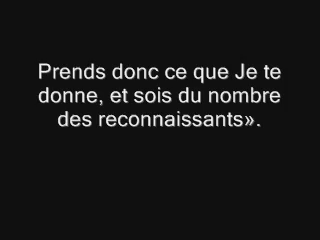 Prends donc ce que Je te
donne, et sois du nombre
des reconnaissants».